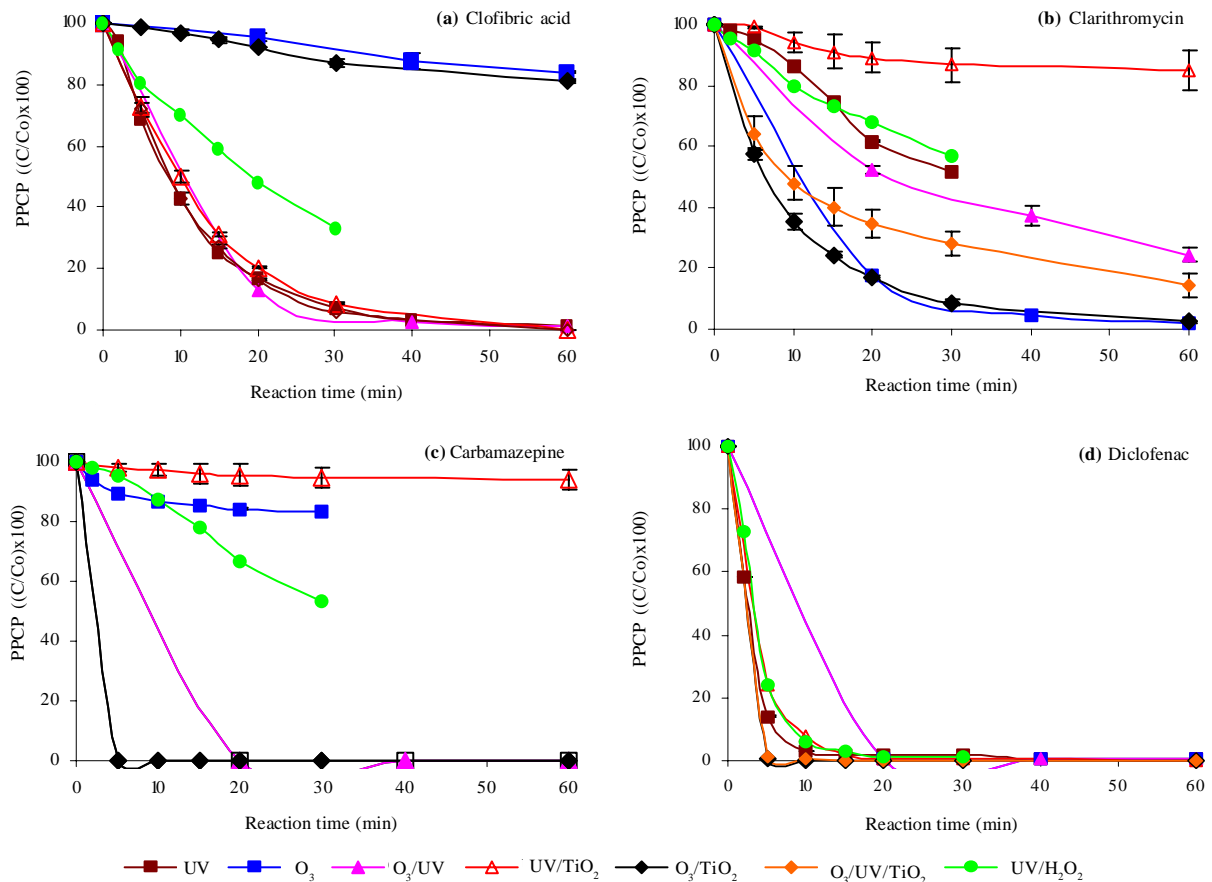 (a) Clofibric acid
PPCP ((C/Co)x100)
100
80
60
40
20
0
0 10 20 30 40 50 60
Reaction time (min)
(b) Clarithromycin
PPCP ((C/Co)x100)
100
80
60
40
20
0
0 10 20 30 40 50 60
Reaction time (min)
(c) Carbamazepine
PPCP ((C/Co)x100)
100
80
60
40
20
0
0 10 20 30 40 50 60
Reaction time (min)
(d) Diclofenac
PPCP ((C/Co)x100)
100
80
60
40
20
0
0 10 20 30 40 50 60
Reaction time (min)
UV O₃ O₃/UV UV/TiO₂ O₃/TiO₂ O₃/UV/TiO₂ UV/H₂O₂